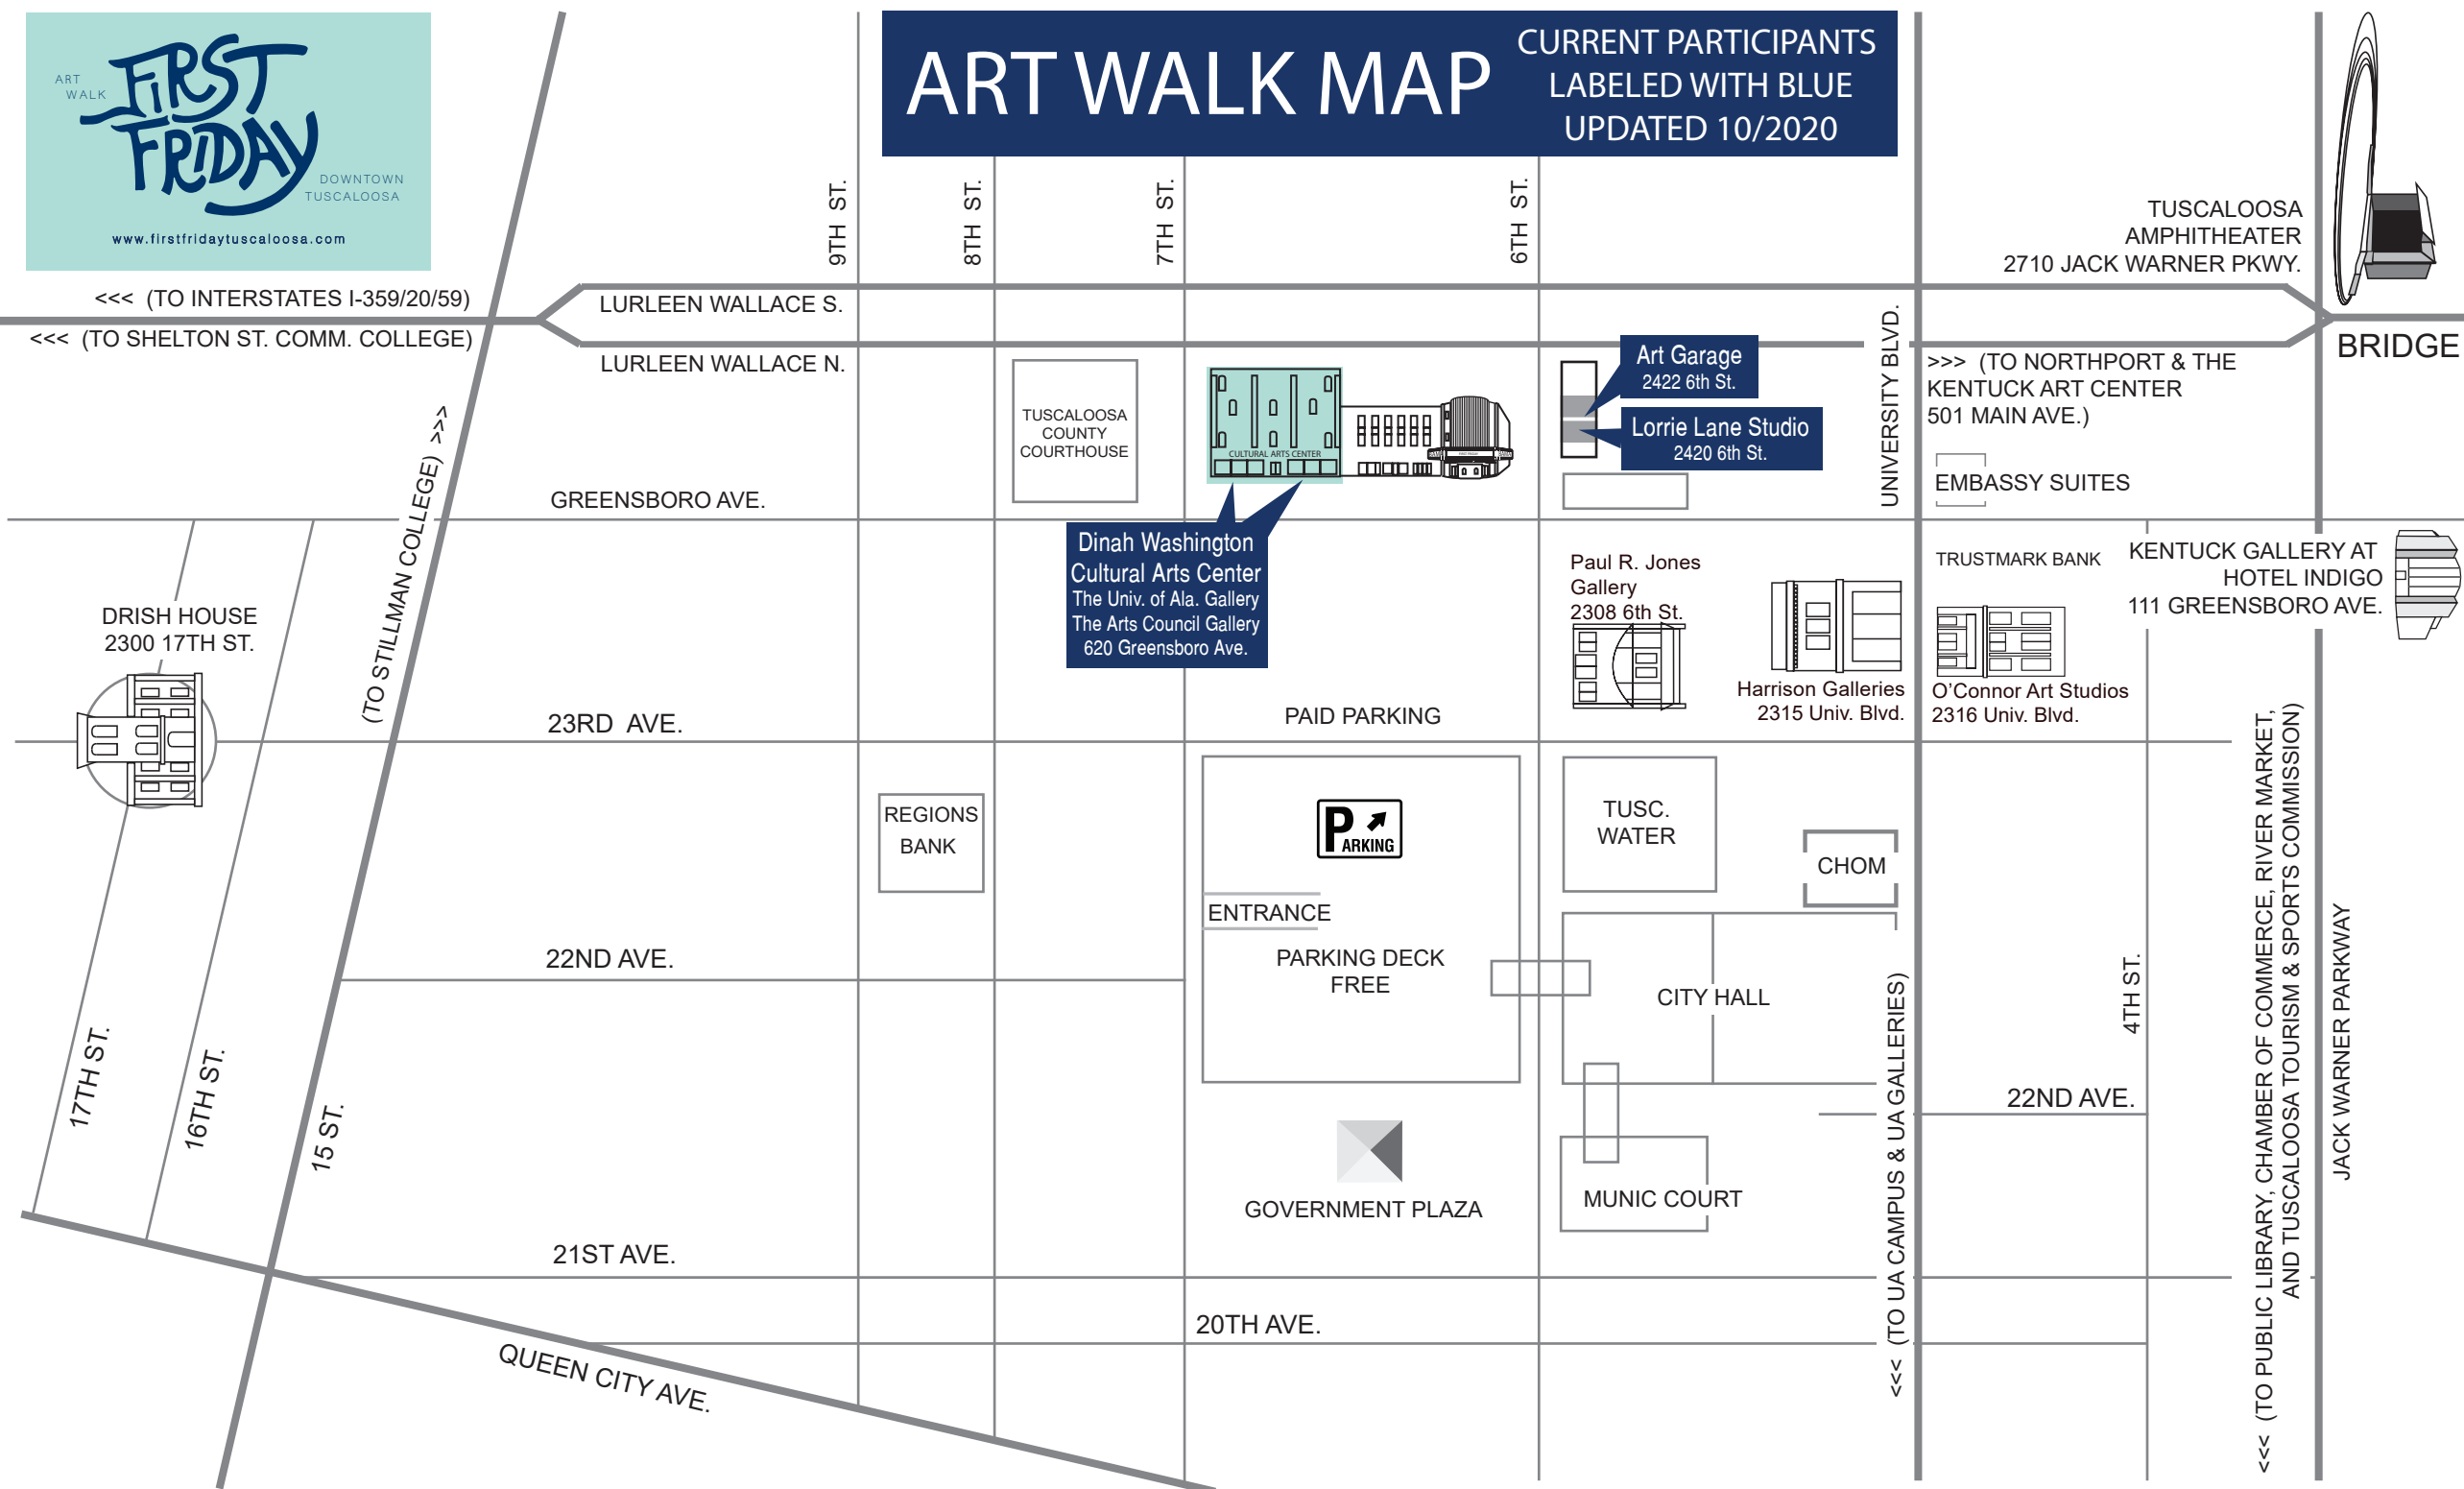 ART
WALK
FIRST
FRIDAY
DOWNTOWN
TUSCALOOSA
www.firstfridaytuscaloosa.com
ART WALK MAP
CURRENT PARTICIPANTS
LABELED WITH BLUE
UPDATED 10/2020
9TH ST.
8TH ST.
7TH ST.
6TH ST.
TUSCALOOSA
AMPHITHEATER
2710 JACK WARNER PKWY.
<<< (TO INTERSTATES I-359/20/59)
<<< (TO SHELTON ST. COMM. COLLEGE)
LURLEEN WALLACE S.
LURLEEN WALLACE N.
UNIVERSITY BLVD.
BRIDGE
>>> (TO NORTHPORT & THE
KENTUCK ART CENTER
501 MAIN AVE.)
Art Garage
2422 6th St.
Lorrie Lane Studio
2420 6th St.
TUSCALOOSA
COUNTY
COURTHOUSE
CULTURAL ARTS CENTER
EMBASSY SUITES
(TO STILLMAN COLLEGE) >>>
GREENSBORO AVE.
Dinah Washington
Cultural Arts Center
The Univ. of Ala. Gallery
The Arts Council Gallery
620 Greensboro Ave.
Paul R. Jones
Gallery
2308 6th St.
TRUSTMARK BANK
KENTUCK GALLERY AT
HOTEL INDIGO
111 GREENSBORO AVE.
DRISH HOUSE
2300 17TH ST.
Harrison Galleries
2315 Univ. Blvd.
O'Connor Art Studios
2316 Univ. Blvd.
23RD AVE.
PAID PARKING
REGIONS
BANK
PARKING
TUSC.
WATER
CHOM
ENTRANCE
PARKING DECK
FREE
22ND AVE.
CITY HALL
4TH ST.
<<< (TO PUBLIC LIBRARY, CHAMBER OF COMMERCE, RIVER MARKET,
AND TUSCALOOSA TOURISM & SPORTS COMMISSION)
JACK WARNER PARKWAY
<<< (TO UA CAMPUS & UA GALLERIES)
17TH ST.
16TH ST.
15 ST.
22ND AVE.
GOVERNMENT PLAZA
MUNIC COURT
21ST AVE.
20TH AVE.
QUEEN CITY AVE.